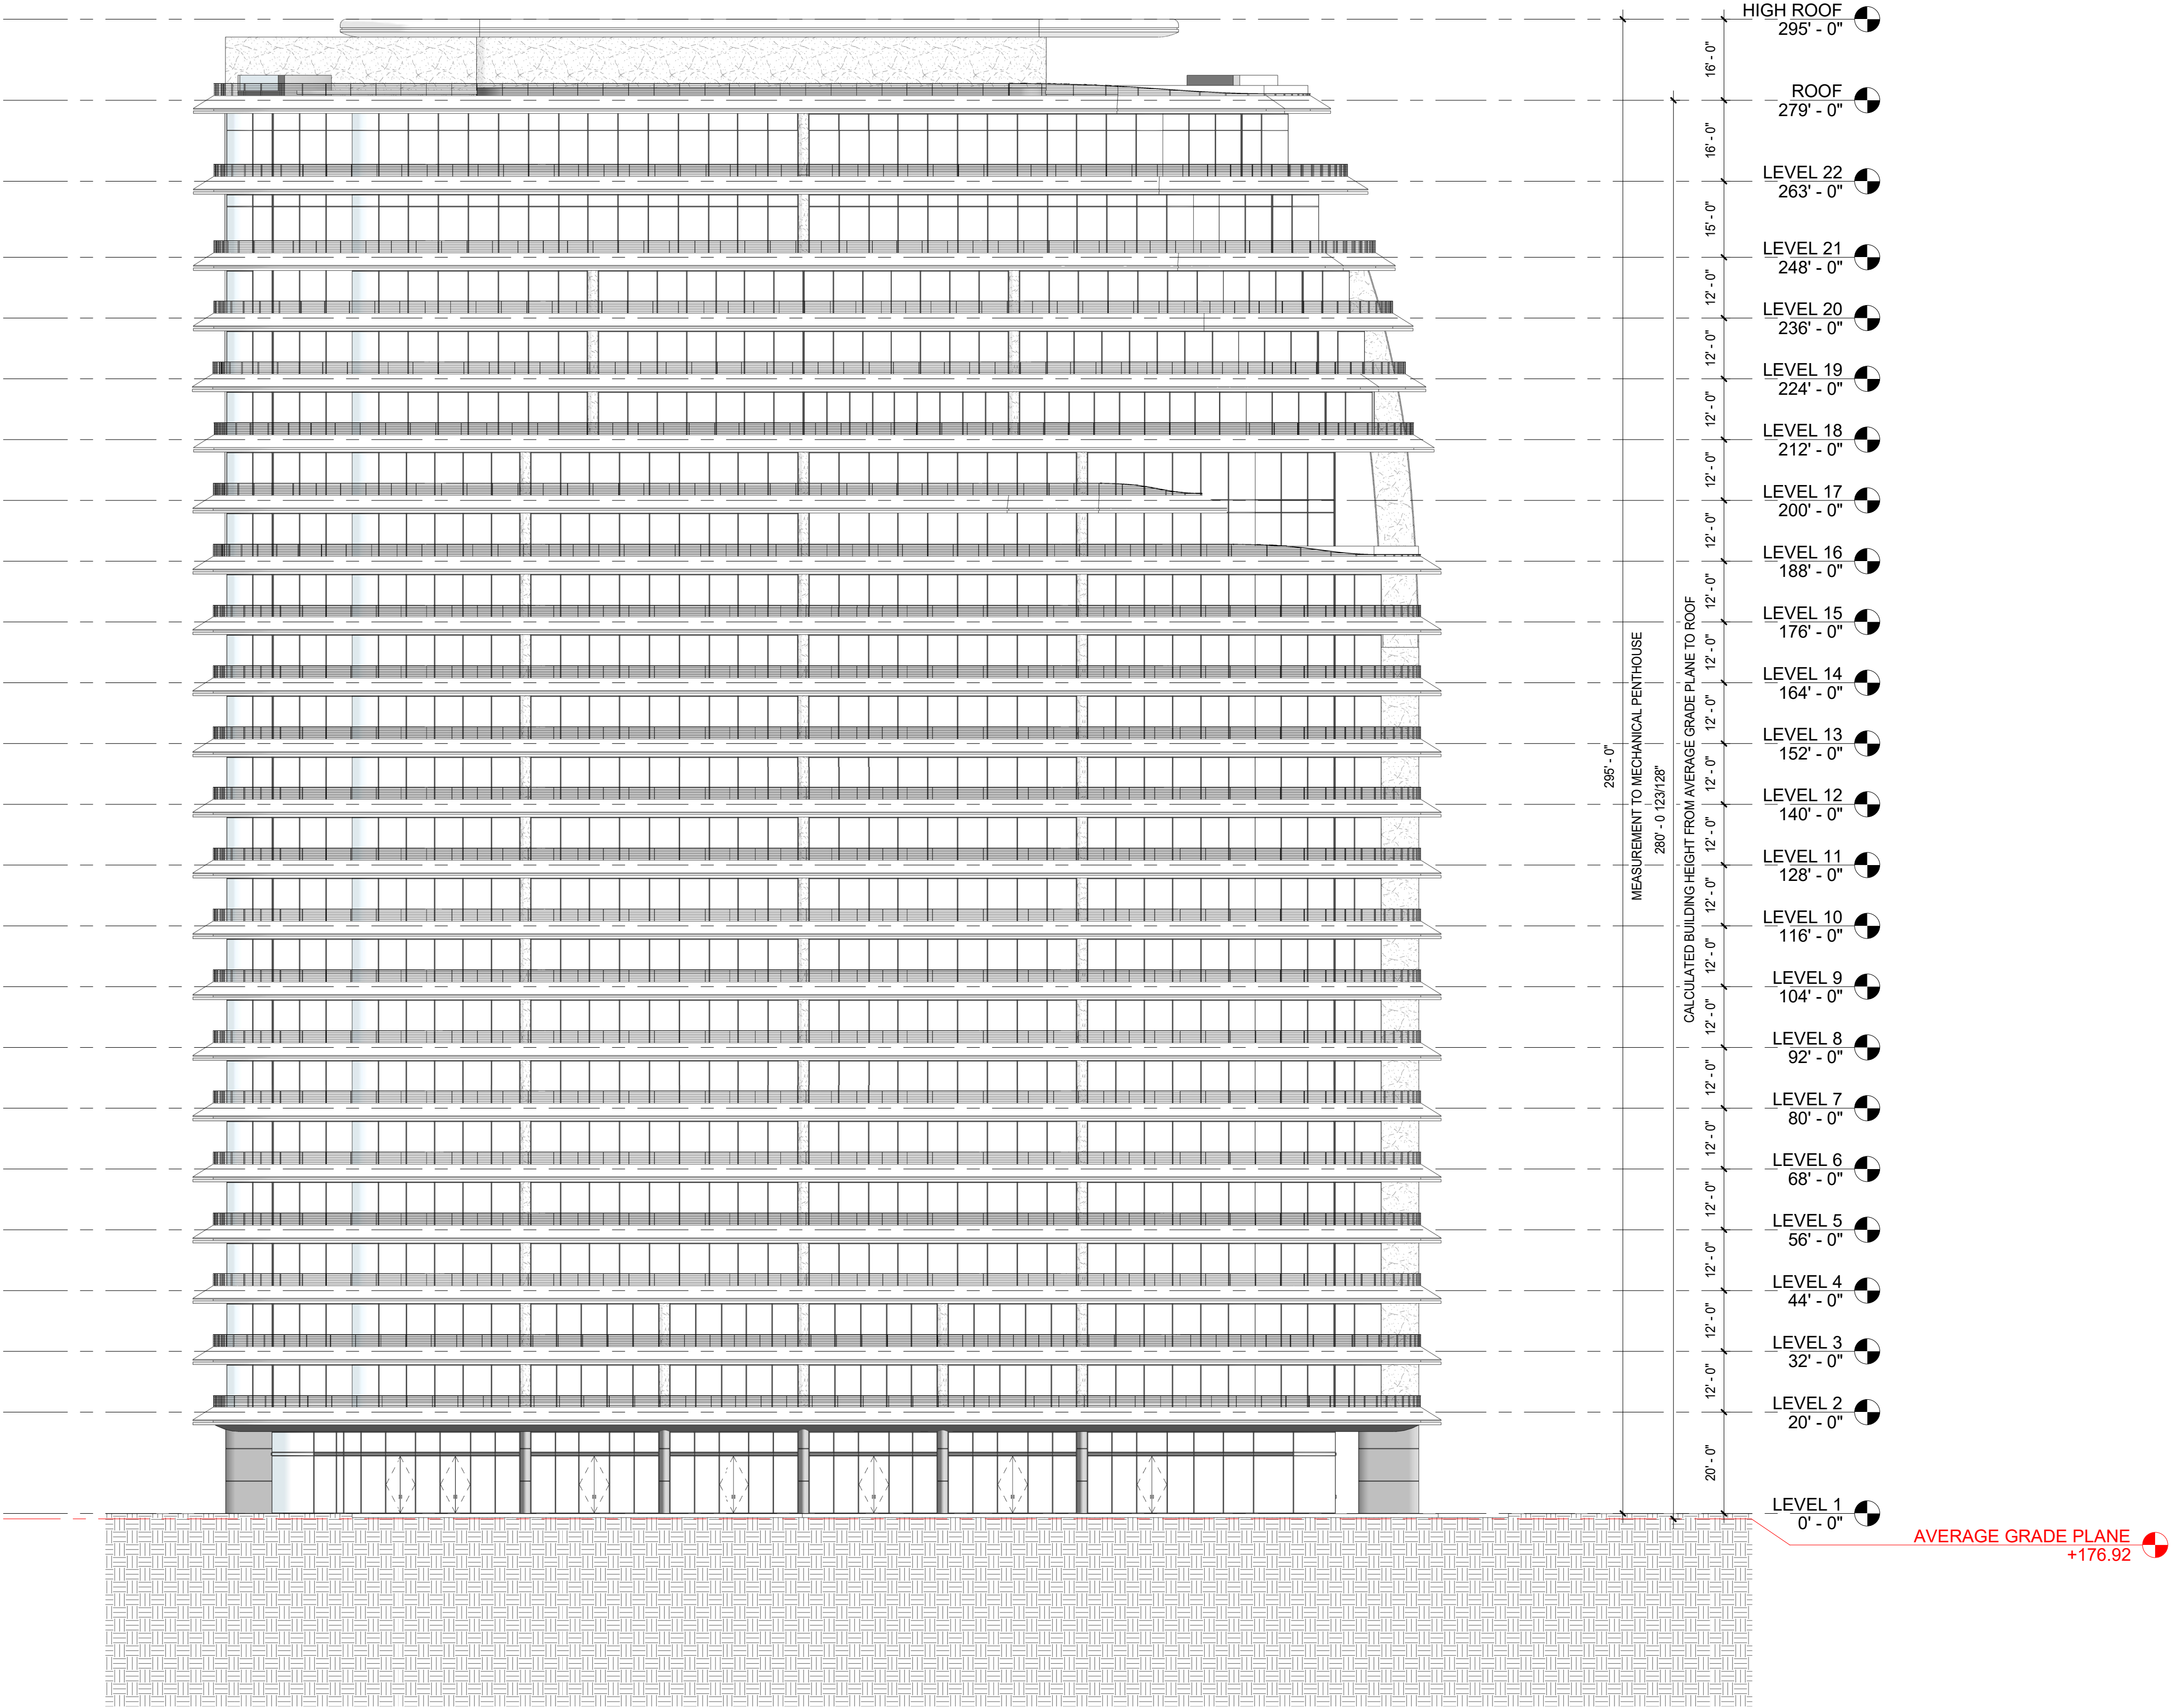 HIGH ROOF
295' - 0"
16' - 0"
ROOF
279' - 0"
16' - 0"
LEVEL 22
263' - 0"
15' - 0"
LEVEL 21
248' - 0"
12' - 0"
LEVEL 20
236' - 0"
12' - 0"
LEVEL 19
224' - 0"
12' - 0"
LEVEL 18
212' - 0"
12' - 0"
LEVEL 17
200' - 0"
12' - 0"
LEVEL 16
188' - 0"
12' - 0"
LEVEL 15
176' - 0"
12' - 0"
LEVEL 14
164' - 0"
12' - 0"
LEVEL 13
152' - 0"
12' - 0"
LEVEL 12
140' - 0"
12' - 0"
LEVEL 11
128' - 0"
12' - 0"
LEVEL 10
116' - 0"
12' - 0"
LEVEL 9
104' - 0"
12' - 0"
LEVEL 8
92' - 0"
12' - 0"
LEVEL 7
80' - 0"
12' - 0"
LEVEL 6
68' - 0"
12' - 0"
LEVEL 5
56' - 0"
12' - 0"
LEVEL 4
44' - 0"
12' - 0"
LEVEL 3
32' - 0"
12' - 0"
LEVEL 2
20' - 0"
20' - 0"
LEVEL 1
0' - 0"
295' - 0"
MEASUREMENT TO MECHANICAL PENTHOUSE
280' - 0 123/128"
CALCULATED BUILDING HEIGHT FROM AVERAGE GRADE PLANE TO ROOF
AVERAGE GRADE PLANE
+176.92